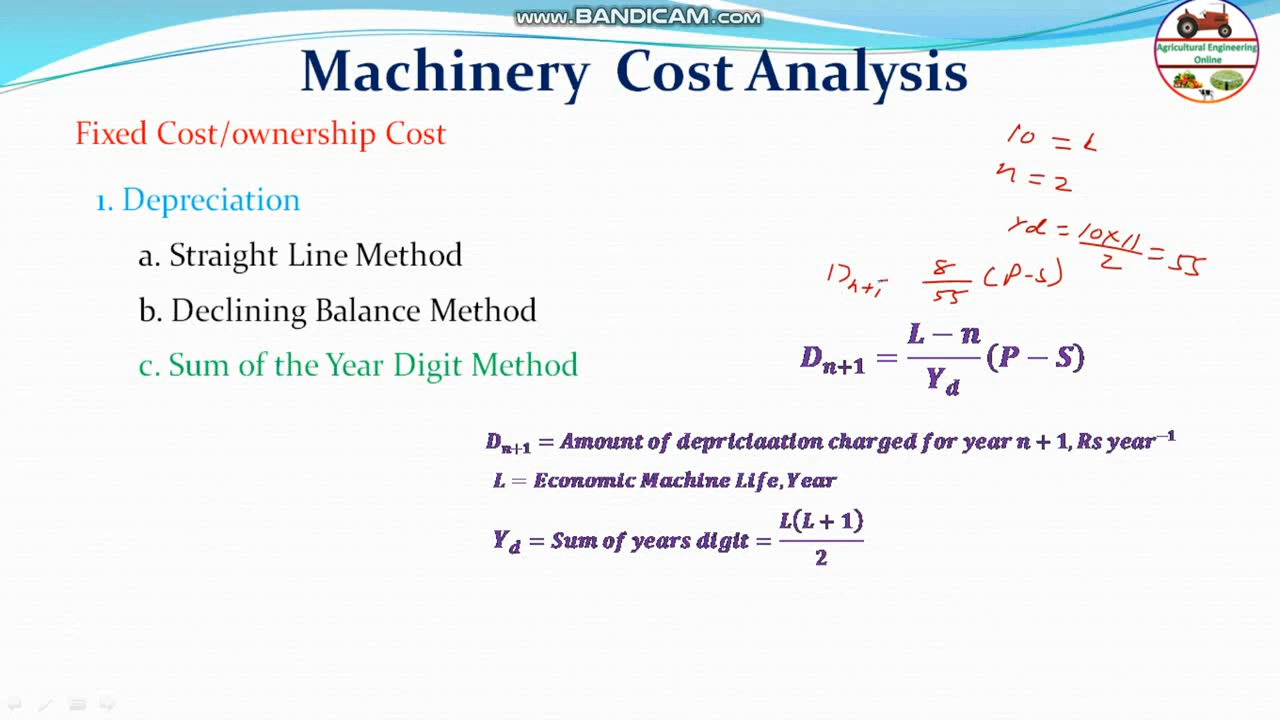 www.BANDICAM.com
Machinery Cost Analysis
Agricultural Engineering
Online
Fixed Cost/ownership Cost
10 = L
n = 2
1. Depreciation
Yd = 10×11/2 = 55
a. Straight Line Method
Dn+1 8/55 (P-S)
b. Declining Balance Method
Dn+1 = L − n/Yd (P − S)
c. Sum of the Year Digit Method
Dn+1 = Amount of depriciaation charged for year n + 1, Rs year−1
L = Economic Machine Life, Year
Yd = Sum of years digit = L(L + 1)/2